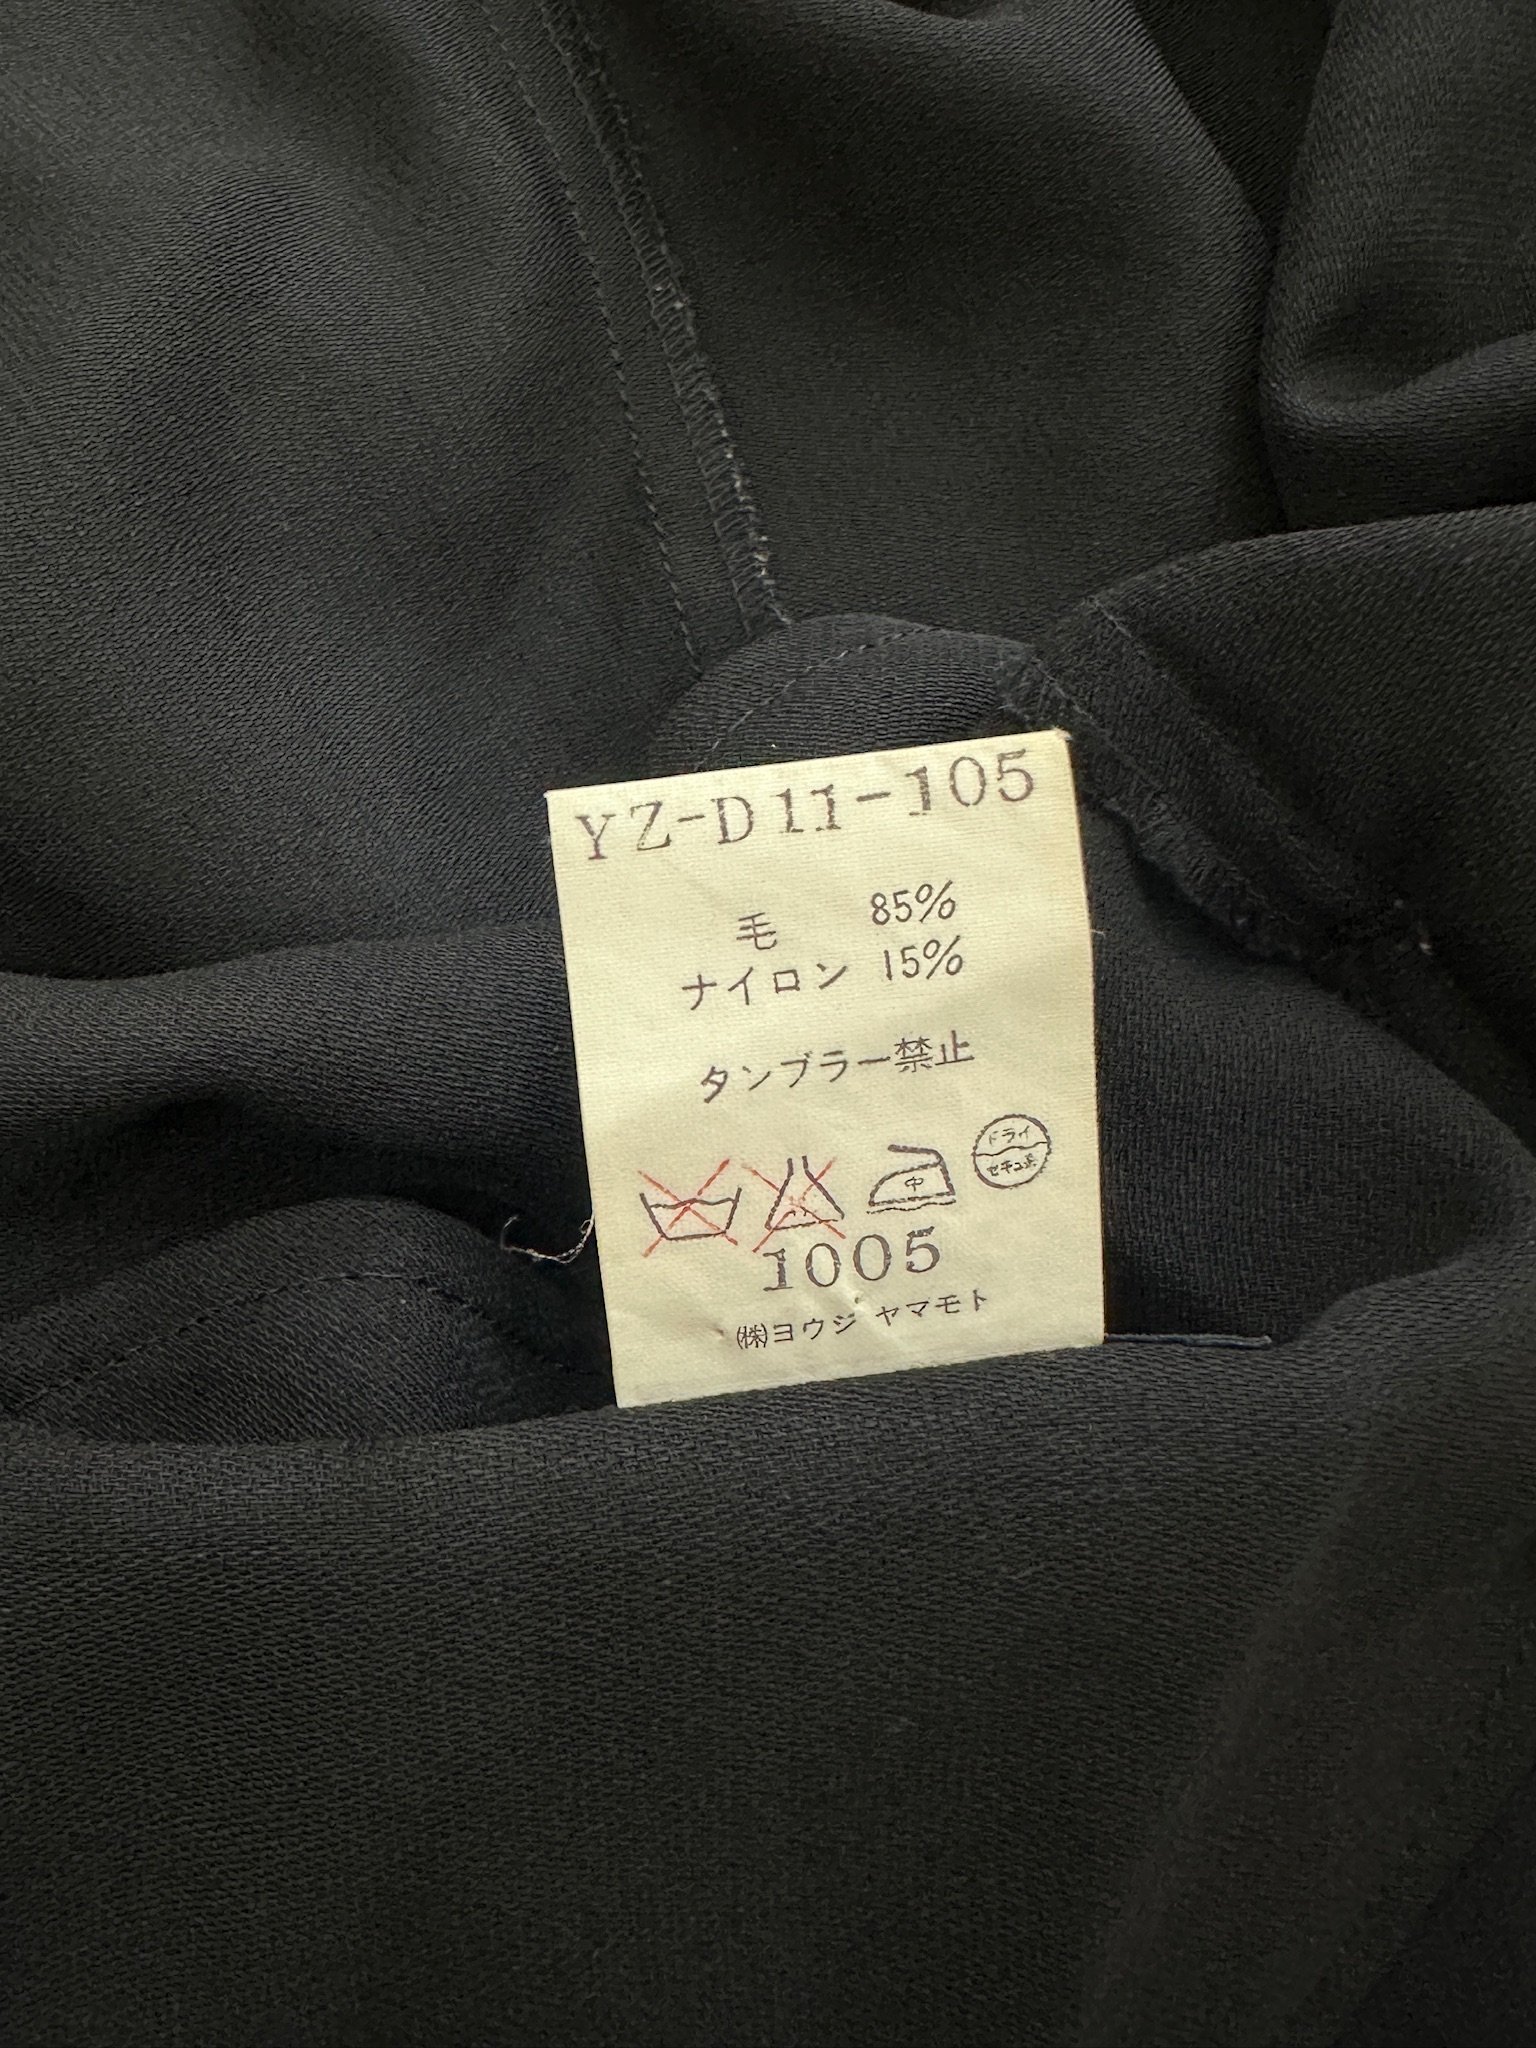 YZ-D11-105
毛 85%
ナイロン 15%
タンブラー禁止
ドライ
セキユ系
中
1005
㈱ヨウジ ヤマモト